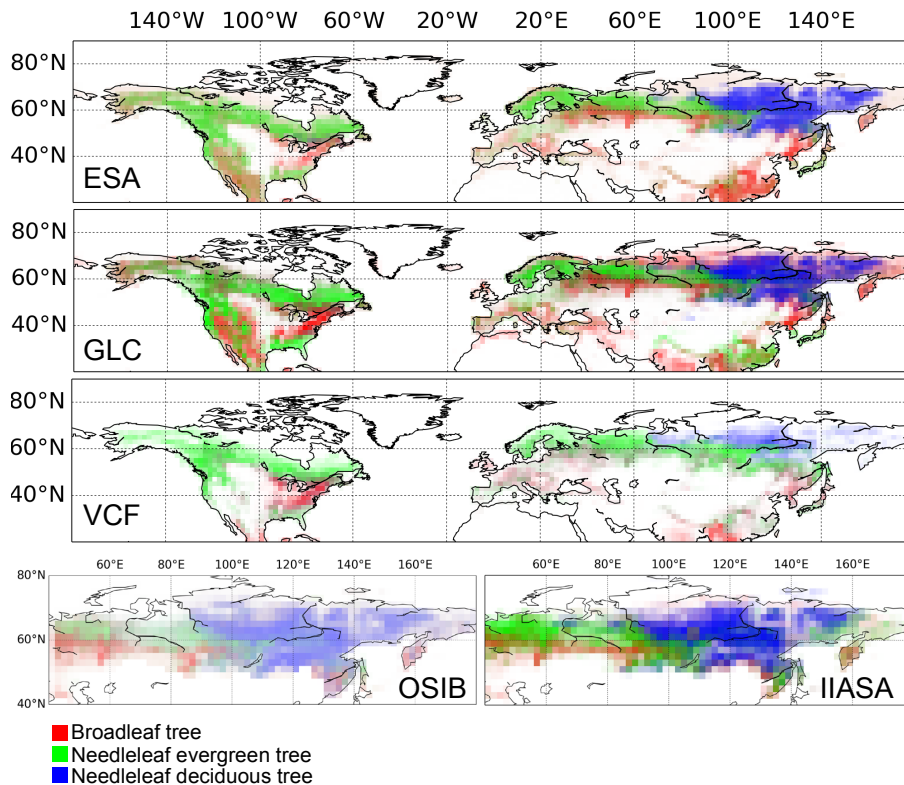 140°W 100°W 60°W 20°W 20°E 60°E 100°E 140°E
80°N
60°N
40°N
ESA
80°N
60°N
40°N
GLC
80°N
60°N
40°N
VCF
60°E 80°E 100°E 120°E 140°E 160°E
80°N
60°N
40°N
OSIB
60°E 80°E 100°E 120°E 140°E 160°E
IIASA
Broadleaf tree
Needleleaf evergreen tree
Needleleaf deciduous tree